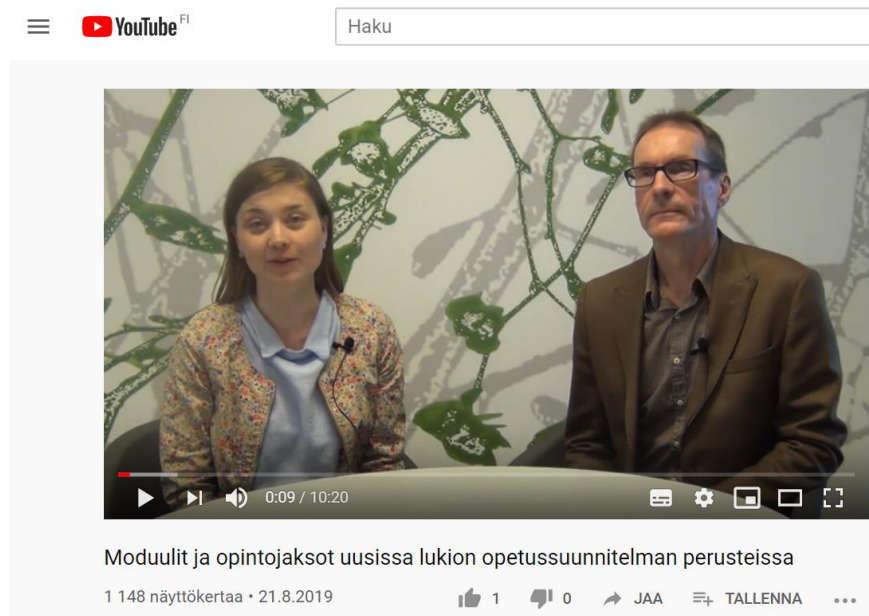 YouTube FI
Haku
0:09 / 10:20
Moduulit ja opintojaksot uusissa lukion opetussuunnitelman perusteissa
1 148 näyttökertaa • 21.8.2019 1 0 JAA TALLENNA